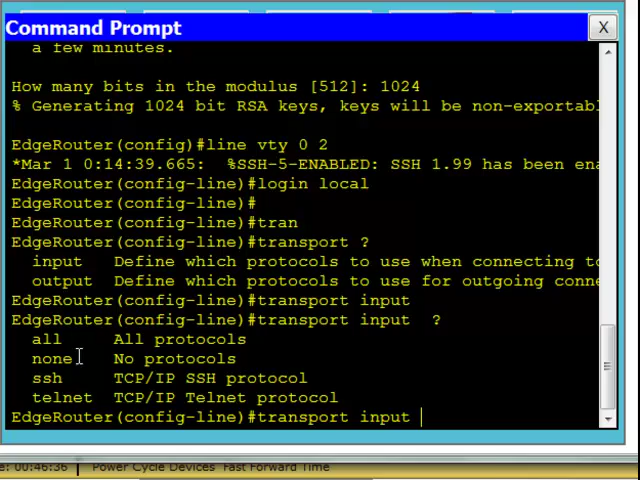 Command Prompt
X
a few minutes.
How many bits in the modulus [512]: 1024
% Generating 1024 bit RSA keys, keys will be non-exportabl
EdgeRouter(config)#line vty 0 2
*Mar 1 0:14:39.665: %SSH-5-ENABLED: SSH 1.99 has been ena
EdgeRouter(config-line)#login local
EdgeRouter(config-line)#
EdgeRouter(config-line)#tran
EdgeRouter(config-line)#transport ?
input Define which protocols to use when connecting to
output Define which protocols to use for outgoing conne
EdgeRouter(config-line)#transport input
EdgeRouter(config-line)#transport input ?
all All protocols
none No protocols
ssh TCP/IP SSH protocol
telnet TCP/IP Telnet protocol
EdgeRouter(config-line)#transport input
e: 00:46:36 Power Cycle Devices Fast Forward Time